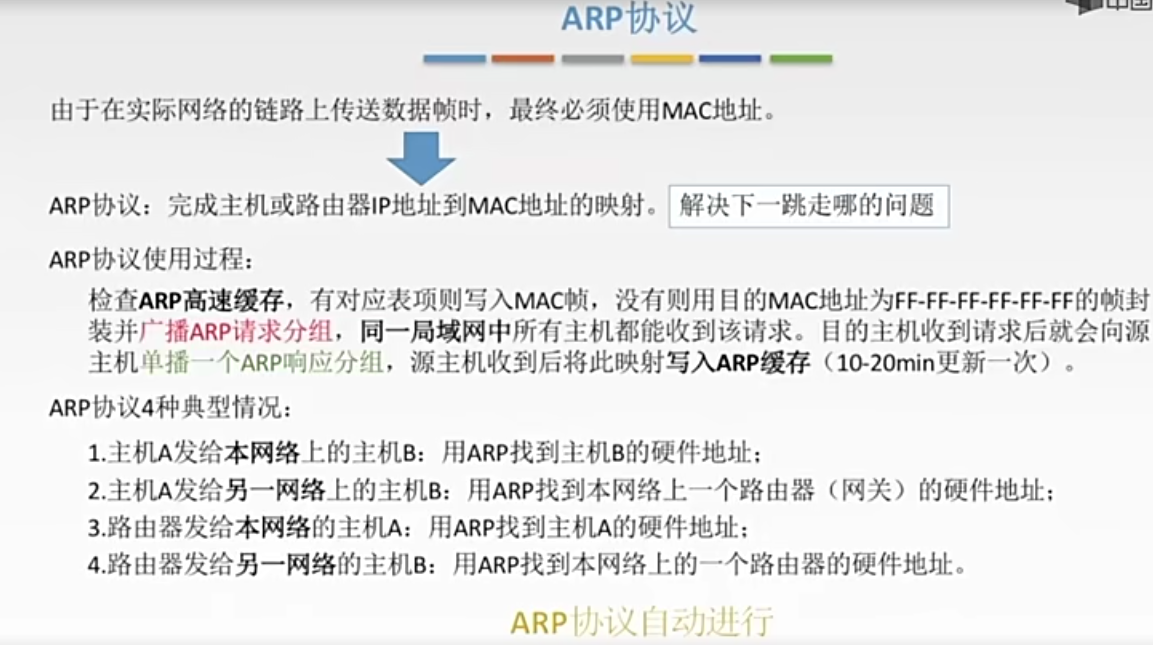 ARP协议
由于在实际网络的链路上传送数据帧时，最终必须使用MAC地址。
ARP协议：完成主机或路由器IP地址到MAC地址的映射。 解决下一跳走哪的问题
ARP协议使用过程：
检查ARP高速缓存，有对应表项则写入MAC帧，没有则用目的MAC地址为FF-FF-FF-FF-FF-FF的帧封
装并广播ARP请求分组，同一局域网中所有主机都能收到该请求。目的主机收到请求后就会向源
主机单播一个ARP响应分组，源主机收到后将此映射写入ARP缓存（10-20min更新一次）。
ARP协议4种典型情况：
1.主机A发给本网络上的主机B：用ARP找到主机B的硬件地址；
2.主机A发给另一网络上的主机B：用ARP找到本网络上一个路由器（网关）的硬件地址；
3.路由器发给本网络的主机A：用ARP找到主机A的硬件地址；
4.路由器发给另一网络的主机B：用ARP找到本网络上的一个路由器的硬件地址。
ARP协议自动进行